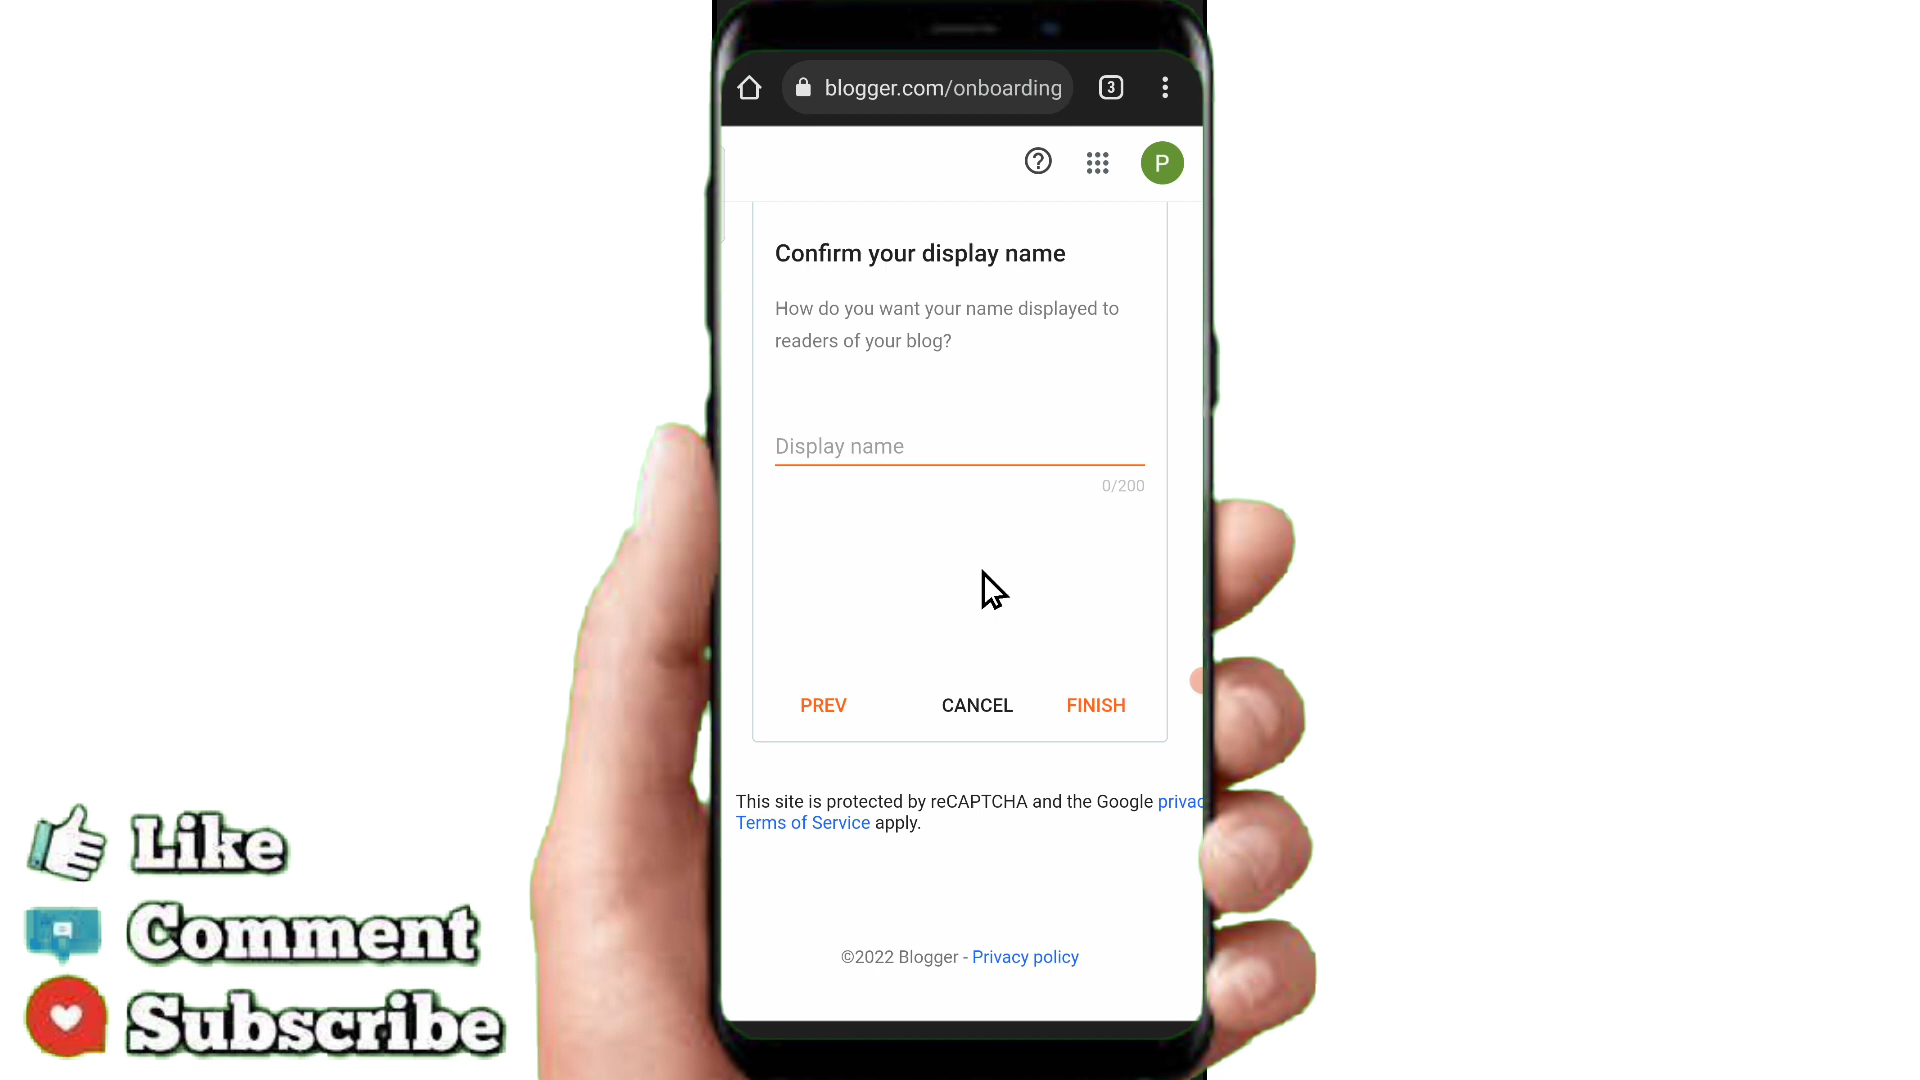 blogger.com/onboarding
3
P
Confirm your display name
How do you want your name displayed to
readers of your blog?
Display name
0/200
PREV CANCEL FINISH
This site is protected by reCAPTCHA and the Google privac
Terms of Service apply.
©2022 Blogger - Privacy policy
Like
Comment
Subscribe